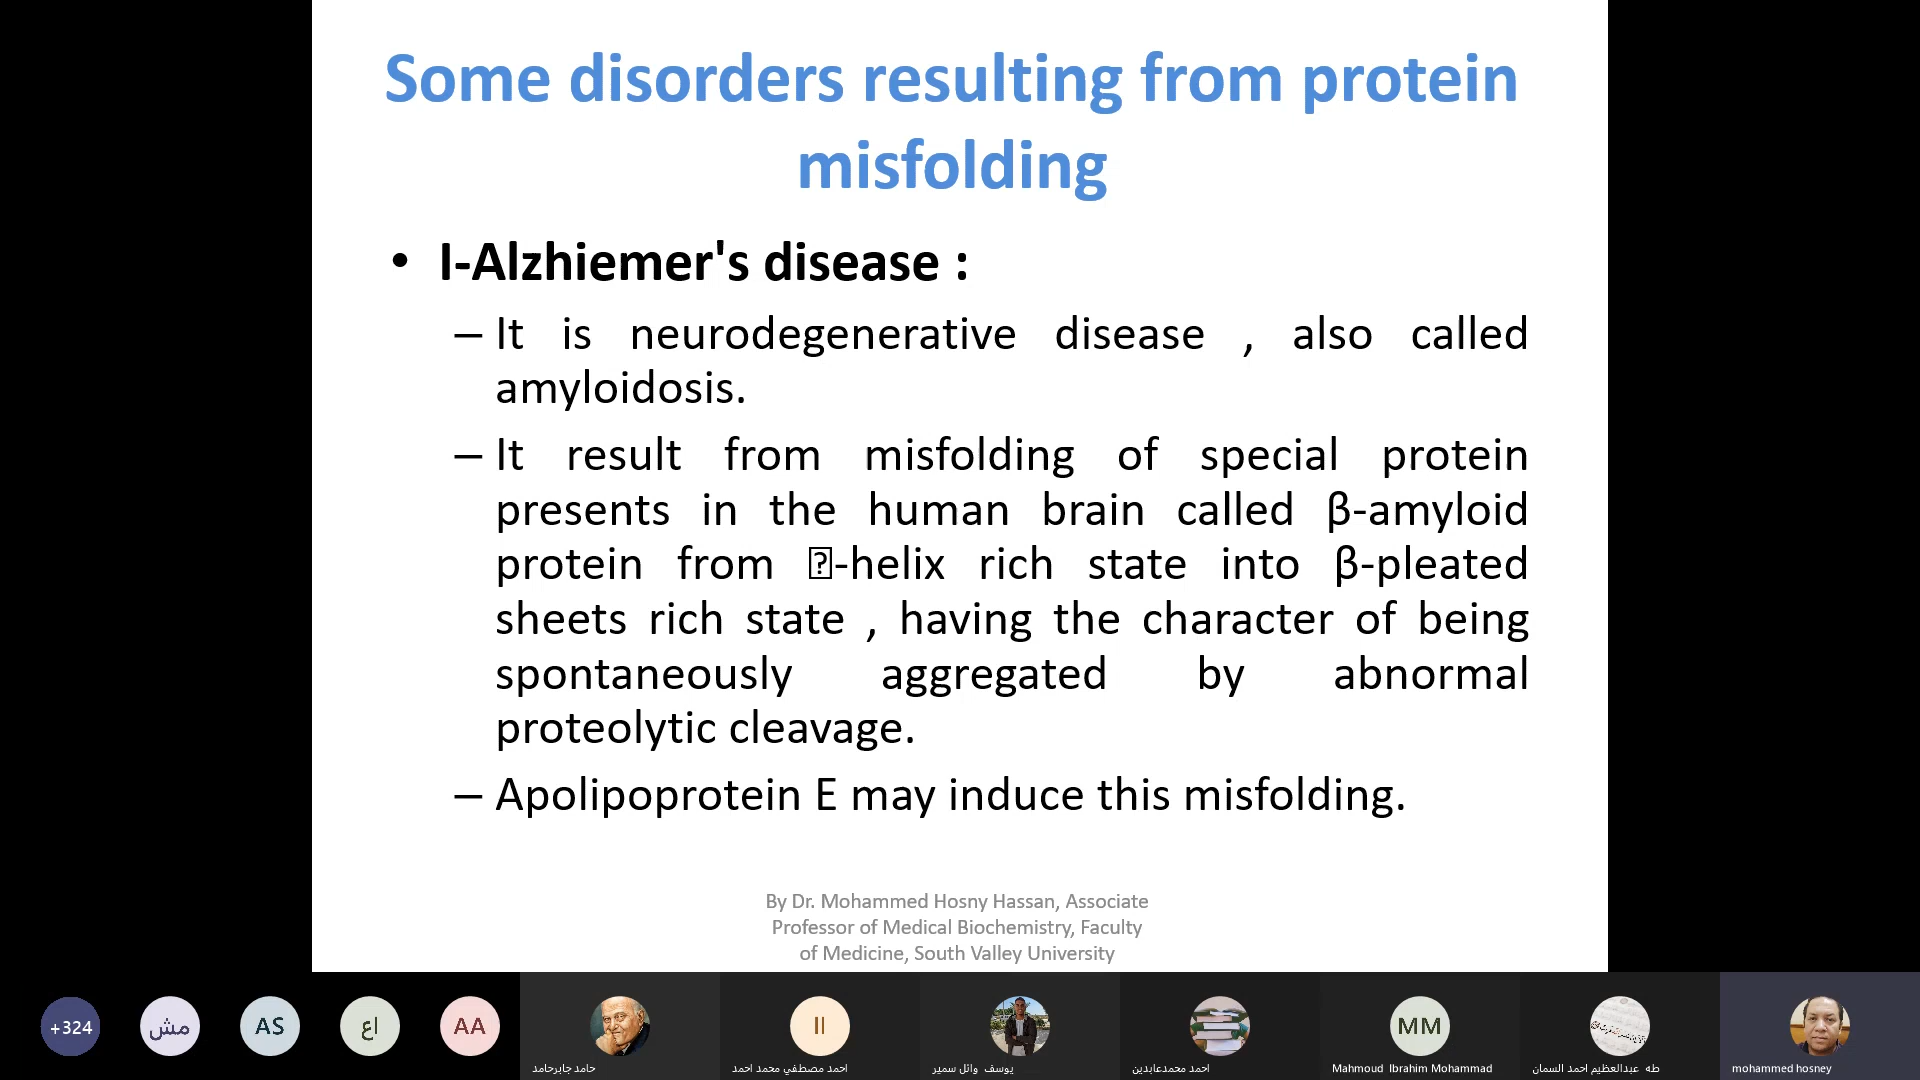 Some disorders resulting from protein
misfolding
• I-Alzhiemer's disease :
– It is neurodegenerative disease , also called
amyloidosis.
– It result from misfolding of special protein
presents in the human brain called β-amyloid
protein from -helix rich state into β-pleated
sheets rich state , having the character of being
spontaneously aggregated by abnormal
proteolytic cleavage.
– Apolipoprotein E may induce this misfolding.
By Dr. Mohammed Hosny Hassan, Associate
Professor of Medical Biochemistry, Faculty
of Medicine, South Valley University
+324
مش
AS
اع
AA
حامد جابرحامد
II
احمد مصطفي محمد احمد
يوسف وائل سمير
احمد محمدعابدين
MM
Mahmoud Ibrahim Mohammad
طه عبدالعظيم احمد السمان
mohammed hosney